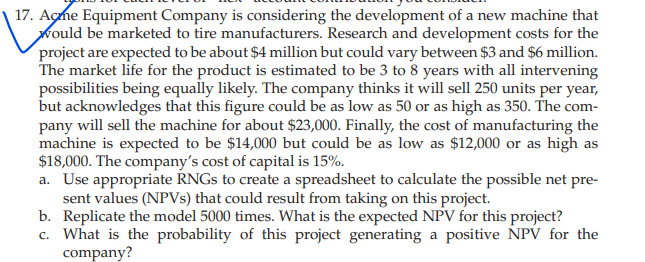 17. Acme Equipment Company is considering the development of a new machine that
would be marketed to tire manufacturers. Research and development costs for the
project are expected to be about $4 million but could vary between $3 and $6 million.
The market life for the product is estimated to be 3 to 8 years with all intervening
possibilities being equally likely. The company thinks it will sell 250 units per year,
but acknowledges that this figure could be as low as 50 or as high as 350. The com-
pany will sell the machine for about $23,000. Finally, the cost of manufacturing the
machine is expected to be $14,000 but could be as low as $12,000 or as high as
$18,000. The company's cost of capital is 15%.
a. Use appropriate RNGs to create a spreadsheet to calculate the possible net pre-
sent values (NPVs) that could result from taking on this project.
b. Replicate the model 5000 times. What is the expected NPV for this project?
c. What is the probability of this project generating a positive NPV for the
company?